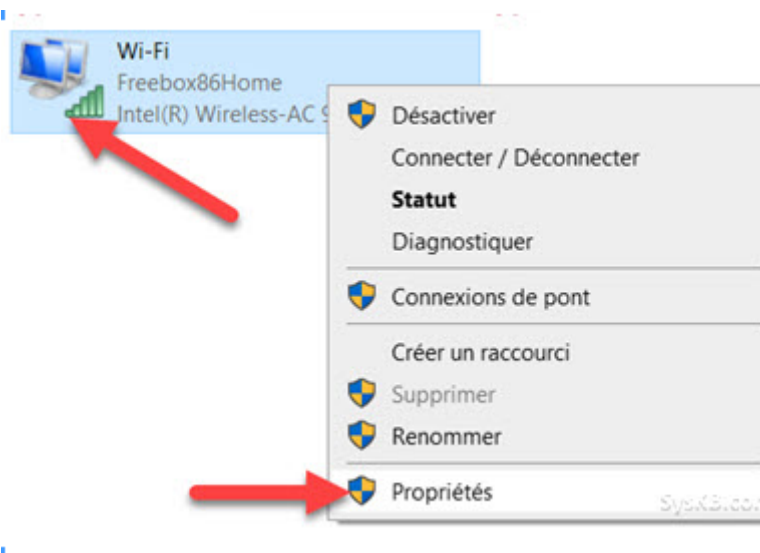 Wi-Fi
Freebox86Home
Intel(R) Wireless-AC 9
Désactiver
Connecter / Déconnecter
Statut
Diagnostiquer
Connexions de pont
Créer un raccourci
Supprimer
Renommer
Propriétés